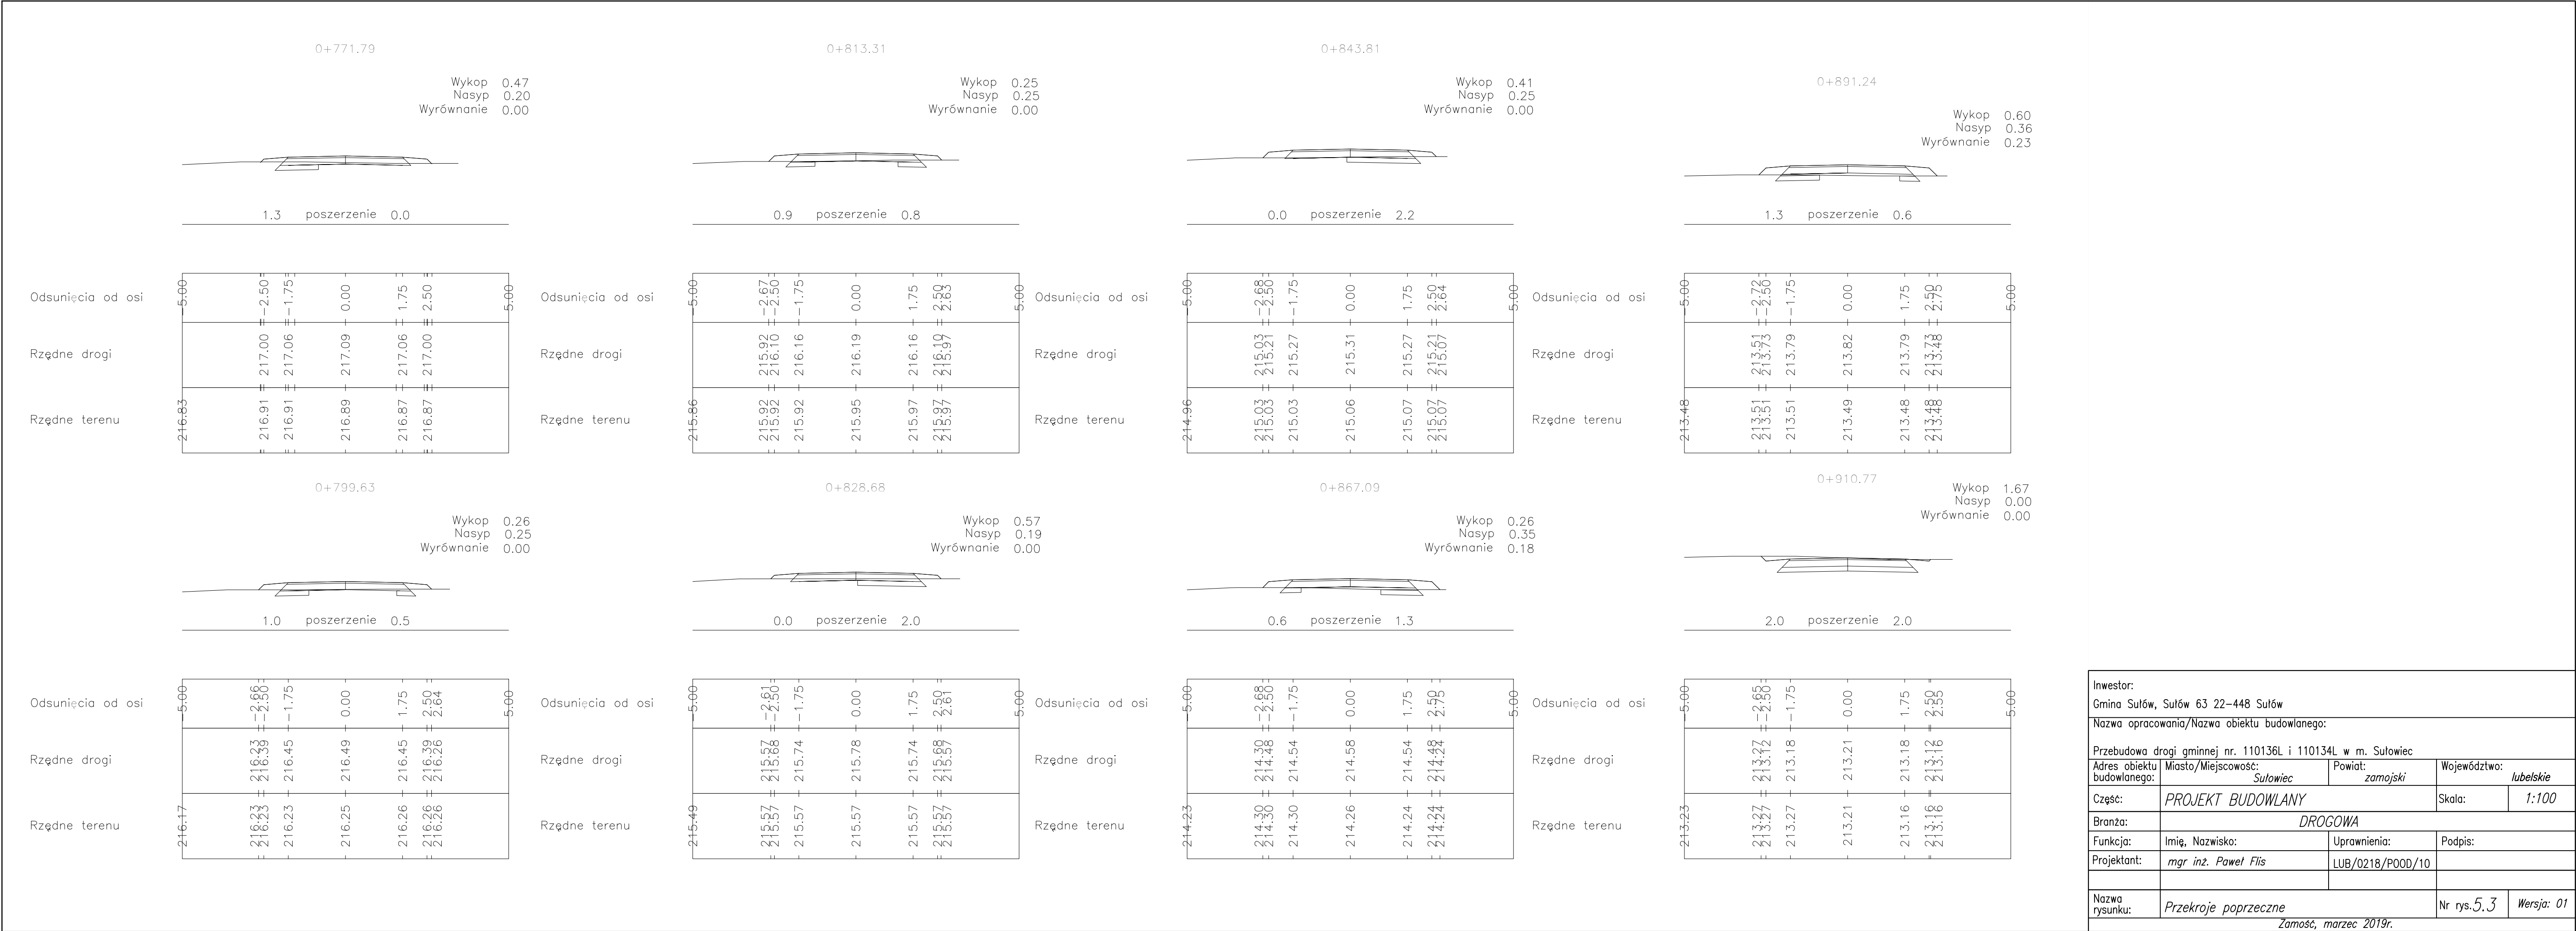 0+771.79
Wykop 0.47
Nasyp 0.20
Wyrównanie 0.00
1.3 poszerzenie 0.0
Odsunięcia od osi -5.00 -2.50 -1.75 0.00 1.75 2.50 5.00
Rzędne drogi 217.00 217.06 217.09 217.06 217.00
Rzędne terenu 216.83 216.91 216.91 216.89 216.87 216.87
0+813.31
Wykop 0.25
Nasyp 0.25
Wyrównanie 0.00
0.9 poszerzenie 0.8
Odsunięcia od osi -5.00 -2.67 -2.50 -1.75 0.00 1.75 2.50 2.63 5.00
Rzędne drogi 215.92 216.10 216.16 216.19 216.16 216.10 215.97
Rzędne terenu 215.86 215.92 215.92 215.92 215.95 215.97 215.97 215.97
0+843.81
Wykop 0.41
Nasyp 0.25
Wyrównanie 0.00
0.0 poszerzenie 2.2
Odsunięcia od osi -5.00 -2.68 -2.50 -1.75 0.00 1.75 2.50 2.64 5.00
Rzędne drogi 215.03 215.21 215.27 215.31 215.27 215.21 215.07
Rzędne terenu 214.96 215.03 215.03 215.03 215.06 215.07 215.07 215.07
0+891.24
Wykop 0.60
Nasyp 0.36
Wyrównanie 0.23
1.3 poszerzenie 0.6
Odsunięcia od osi -5.00 -2.72 -2.50 -1.75 0.00 1.75 2.50 2.75 5.00
Rzędne drogi 213.51 213.73 213.79 213.82 213.79 213.73 213.48
Rzędne terenu 213.48 213.51 213.51 213.51 213.49 213.48 213.48 213.48
0+799.63
Wykop 0.26
Nasyp 0.25
Wyrównanie 0.00
1.0 poszerzenie 0.5
Odsunięcia od osi -5.00 -2.66 -2.50 -1.75 0.00 1.75 2.50 2.64 5.00
Rzędne drogi 216.23 216.39 216.45 216.49 216.45 216.39 216.26
Rzędne terenu 216.17 216.23 216.23 216.23 216.25 216.26 216.26 216.26
0+828.68
Wykop 0.57
Nasyp 0.19
Wyrównanie 0.00
0.0 poszerzenie 2.0
Odsunięcia od osi -5.00 -2.61 -2.50 -1.75 0.00 1.75 2.50 2.61 5.00
Rzędne drogi 215.57 215.68 215.74 215.78 215.74 215.68 215.57
Rzędne terenu 215.49 215.57 215.57 215.57 215.57 215.57 215.57 215.57
0+867.09
Wykop 0.26
Nasyp 0.35
Wyrównanie 0.18
0.6 poszerzenie 1.3
Odsunięcia od osi -5.00 -2.68 -2.50 -1.75 0.00 1.75 2.50 2.75 5.00
Rzędne drogi 214.30 214.48 214.54 214.58 214.54 214.48 214.24
Rzędne terenu 214.23 214.30 214.30 214.30 214.26 214.24 214.24 214.24
0+910.77
Wykop 1.67
Nasyp 0.00
Wyrównanie 0.00
2.0 poszerzenie 2.0
Odsunięcia od osi -5.00 -2.65 -2.50 -1.75 0.00 1.75 2.50 2.55 5.00
Rzędne drogi 213.27 213.12 213.18 213.21 213.18 213.12 213.16
Rzędne terenu 213.23 213.27 213.27 213.27 213.21 213.16 213.16 213.16
Inwestor:
Gmina Sułów, Sułów 63 22-448 Sułów
Nazwa opracowania/Nazwa obiektu budowlanego:
Przebudowa drogi gminnej nr. 110136L i 110134L w m. Sułowiec
Adres obiektu budowlanego: Miasto/Miejscowość: Sułowiec Powiat: zamojski Województwo: lubelskie
Część: PROJEKT BUDOWLANY Skala: 1:100
Branża: DROGOWA
Funkcja: Imię, Nazwisko: Uprawnienia: Podpis:
Projektant: mgr inż. Paweł Flis LUB/0218/POOD/10
Nazwa rysunku: Przekroje poprzeczne Nr rys. 5.3 Wersja: 01
Zamość, marzec 2019r.